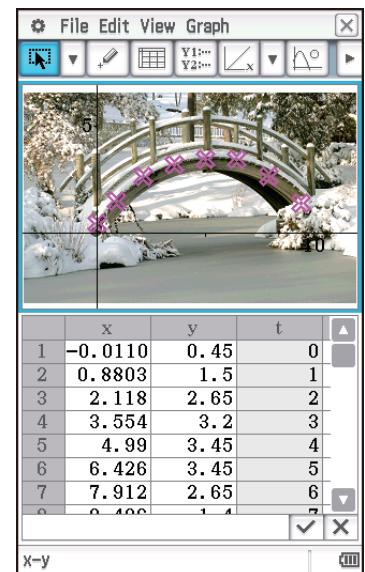 File Edit View Graph
Y1:···
Y2:···
x
5
10
x y t
1 -0.0110 0.45 0
2 0.8803 1.5 1
3 2.118 2.65 2
4 3.554 3.2 3
5 4.99 3.45 4
6 6.426 3.45 5
7 7.912 2.65 6
x-y